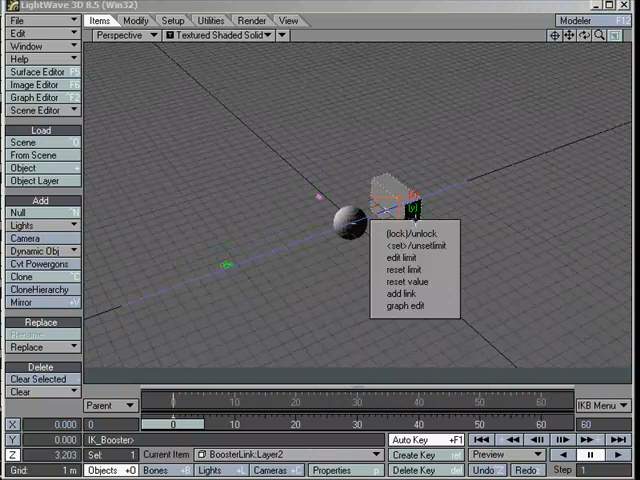 LightWave 3D 8.5 (Win32)
File
Items
Modify
Setup
Utilities
Render
View
Modeler
F12
Edit
Perspective
Textured Shaded Solid
Window
Help
Surface Editor F5
Image Editor F6
Graph Editor ^F2
Scene Editor
Load
Scene ^O
From Scene
Object +
Object Layer
Add
Null ^N
Lights
Camera
Dynamic Obj
Cvt Powergons
Clone ^C
CloneHierarchy
Mirror +V
Replace
Rename
Replace
Delete
Clear Selected
Clear
(y)
(lock)/unlock
<set>/unsetlimit
edit limit
reset limit
reset value
add link
graph edit
0 10 20 30 40 50 60
Parent
IKB Menu
X 0.000
0
0 10 20 30 40 50 60
60
Y 0.000
IK_Booster>
Auto Key +F1
Z 3.203
Sel: 1
Current Item
BoosterLink:Layer2
Create Key ret
Preview
Grid: 1 m
Objects +O
Bones +B
Lights +L
Cameras +C
Properties p
Delete Key del
Undo
Redo
Step 1